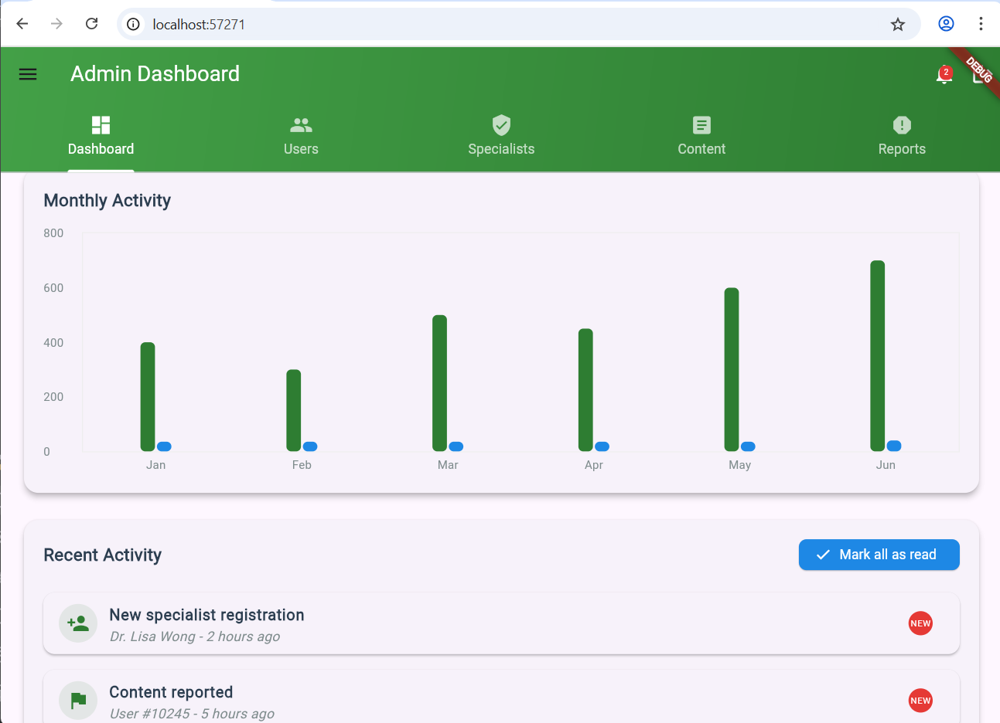 localhost:57271
Admin Dashboard
2
DEBUG
Dashboard
Users
Specialists
Content
Reports
Monthly Activity
800
600
400
200
0
Jan
Feb
Mar
Apr
May
Jun
Recent Activity
Mark all as read
New specialist registration
Dr. Lisa Wong - 2 hours ago
NEW
Content reported
User #10245 - 5 hours ago
NEW